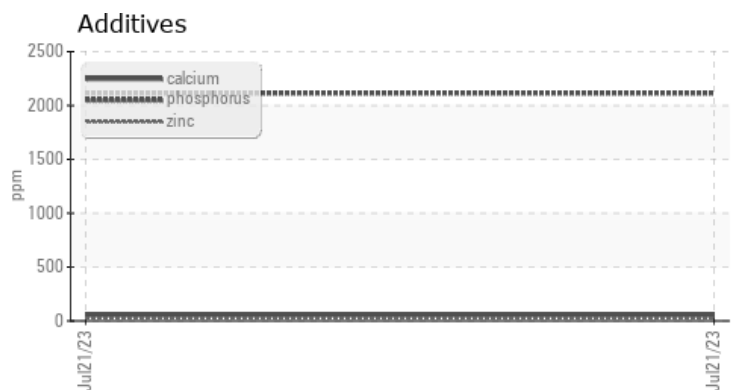 Additives
2500
2000
1500
1000
500
0
ppm
calcium
phosphorus
zinc
Jul21/23
Jul21/23